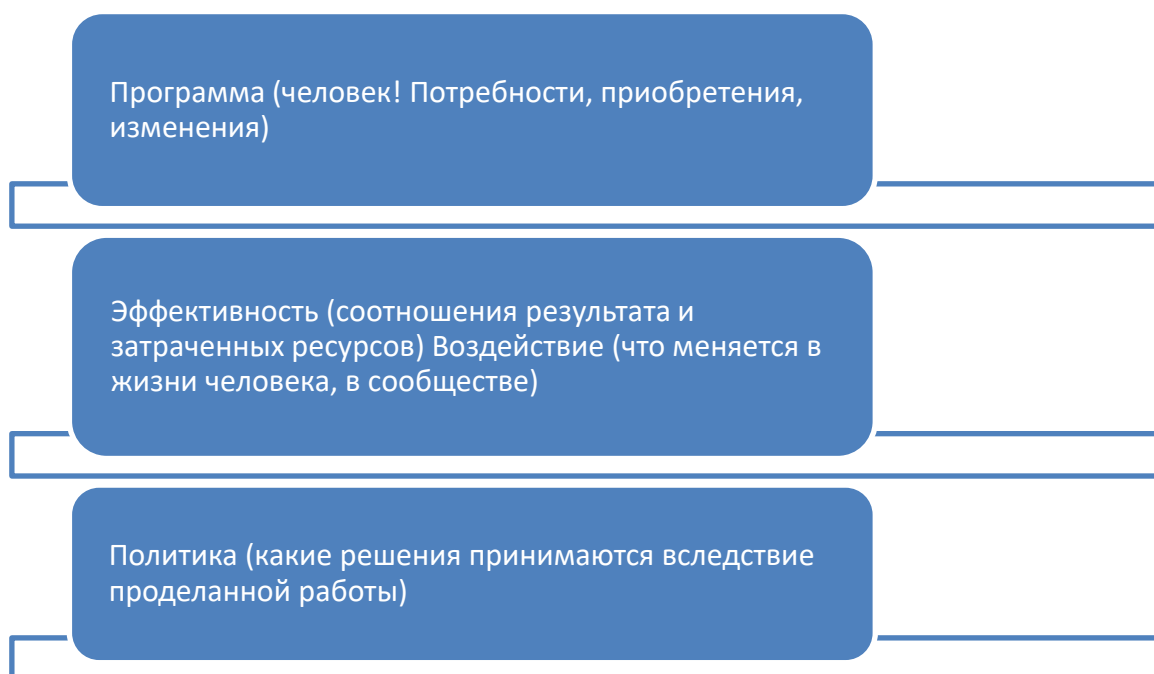 Программа (человек! Потребности, приобретения,
изменения)
Эффективность (соотношения результата и
затраченных ресурсов) Воздействие (что меняется в
жизни человека, в сообществе)
Политика (какие решения принимаются вследствие
проделанной работы)